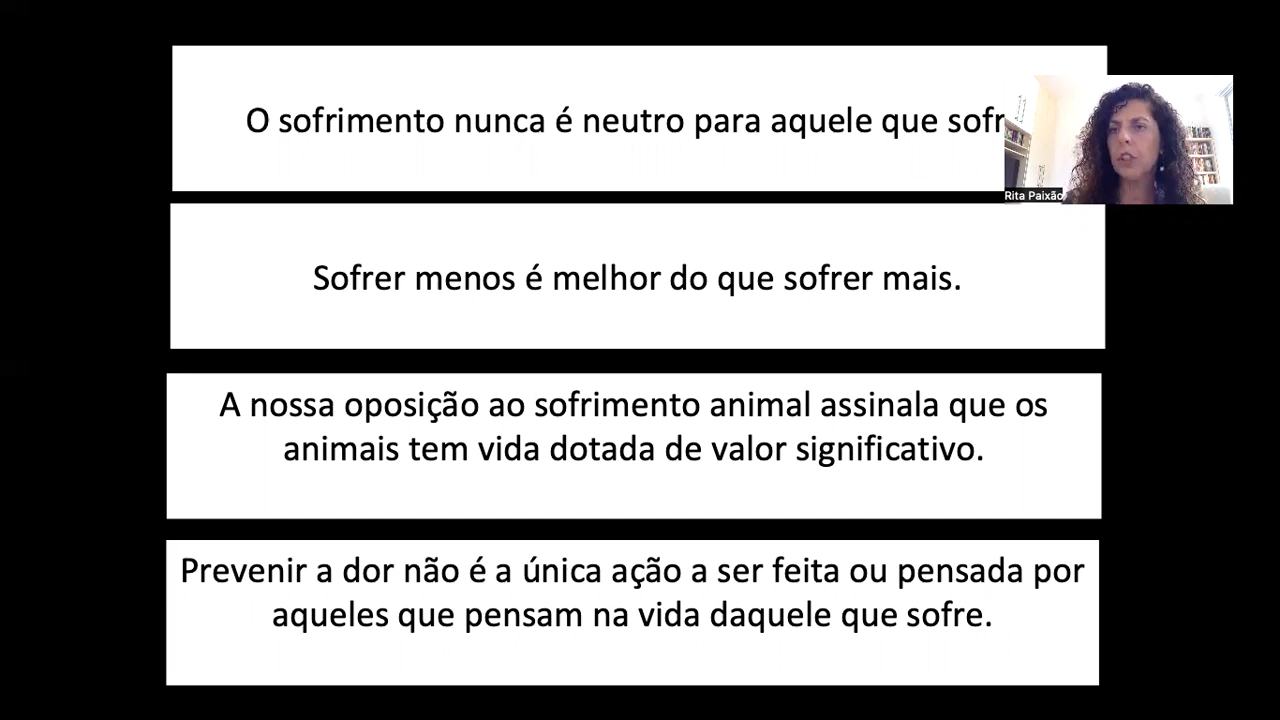 O sofrimento nunca é neutro para aquele que sofr
Rita Paixão
Sofrer menos é melhor do que sofrer mais.
A nossa oposição ao sofrimento animal assinala que os
animais tem vida dotada de valor significativo.
Prevenir a dor não é a única ação a ser feita ou pensada por
aqueles que pensam na vida daquele que sofre.